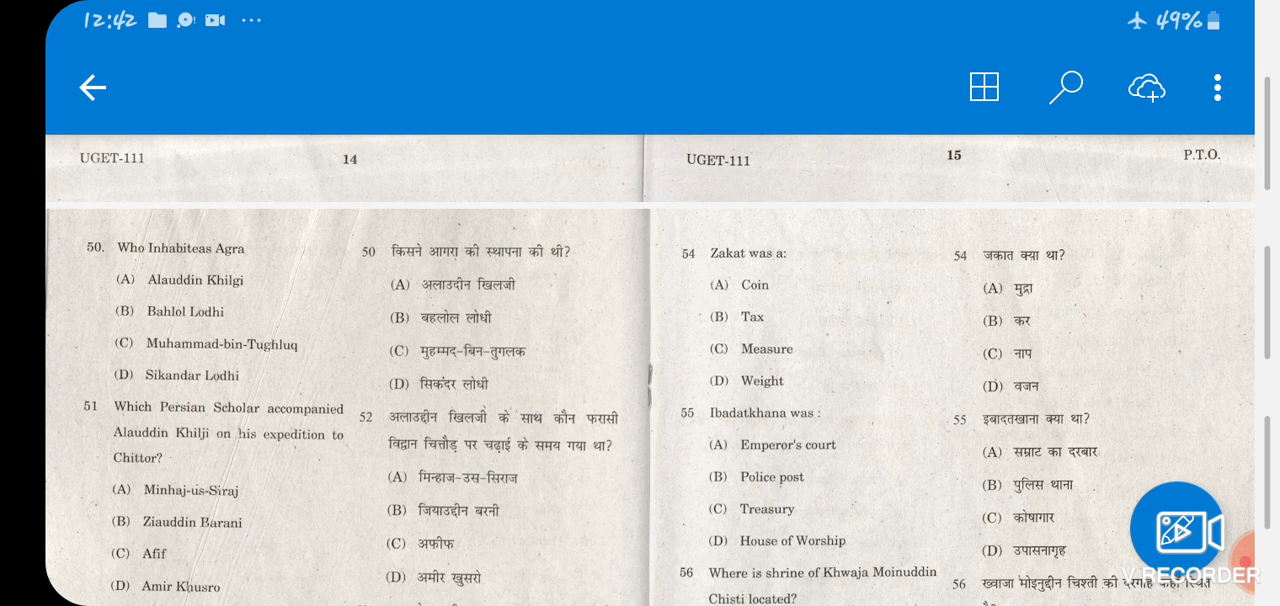 12:42
49%
UGET-111
14
UGET-111
15
P.T.O.
50. Who Inhabiteas Agra
(A) Alauddin Khilgi
(B) Bahlol Lodhi
(C) Muhammad-bin-Tughluq
(D) Sikandar Lodhi
51 Which Persian Scholar accompanied
Alauddin Khilji on his expedition to
Chittor?
(A) Minhaj-us-Siraj
(B) Ziauddin Barani
(C) Afif
(D) Amir Khusro
50 किसने आगरा की स्थापना की थी?
(A) अलाउदीन खिलजी
(B) बहलोल लोधी
(C) मुहम्मद-बिन-तुगलक
(D) सिकंदर लोधी
52 अलाउद्दीन खिलजी के साथ कौन फरासी
विद्वान चित्तौड़ पर चढ़ाई के समय गया था?
(A) मिन्हाज-उस-सिराज
(B) जियाउद्दीन बरनी
(C) अफीफ
(D) अमीर खुसरो
54 Zakat was a:
(A) Coin
(B) Tax
(C) Measure
(D) Weight
55 Ibadatkhana was :
(A) Emperor's court
(B) Police post
(C) Treasury
(D) House of Worship
56 Where is shrine of Khwaja Moinuddin
Chisti located?
54 जकात क्या था?
(A) मुद्रा
(B) कर
(C) नाप
(D) वजन
55 इबादतखाना क्या था?
(A) सम्राट का दरबार
(B) पुलिस थाना
(C) कोषागार
(D) उपासनागृह
56 ख्वाजा मोइनुद्दीन चिश्ती की दरगाह कहाँ स्थित
V RECORDER